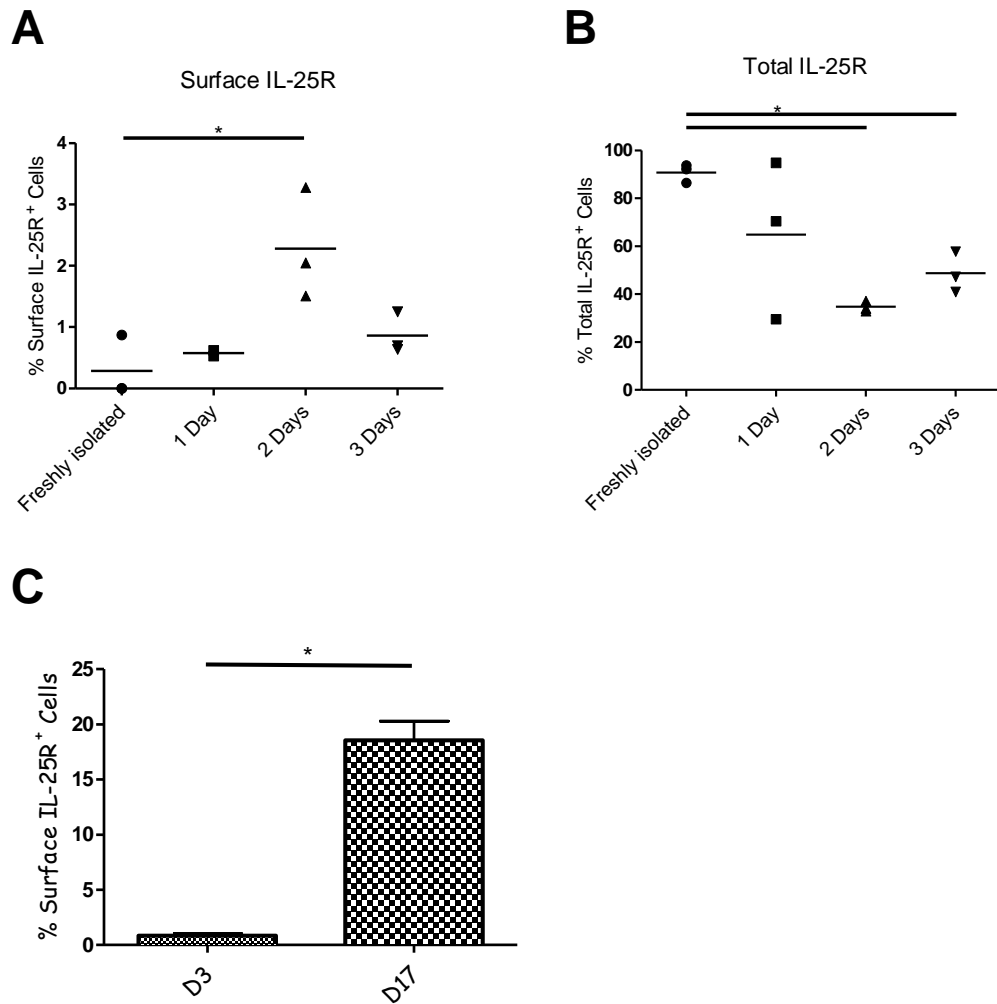 A
Surface IL-25R
*
% Surface IL-25R+ Cells
4
3
2
1
0
Freshly isolated
1 Day
2 Days
3 Days
B
Total IL-25R
*
% Total IL-25R+ Cells
100
80
60
40
20
0
Freshly isolated
1 Day
2 Days
3 Days
C
*
% Surface IL-25R+ Cells
25
20
15
10
5
0
D3
D17